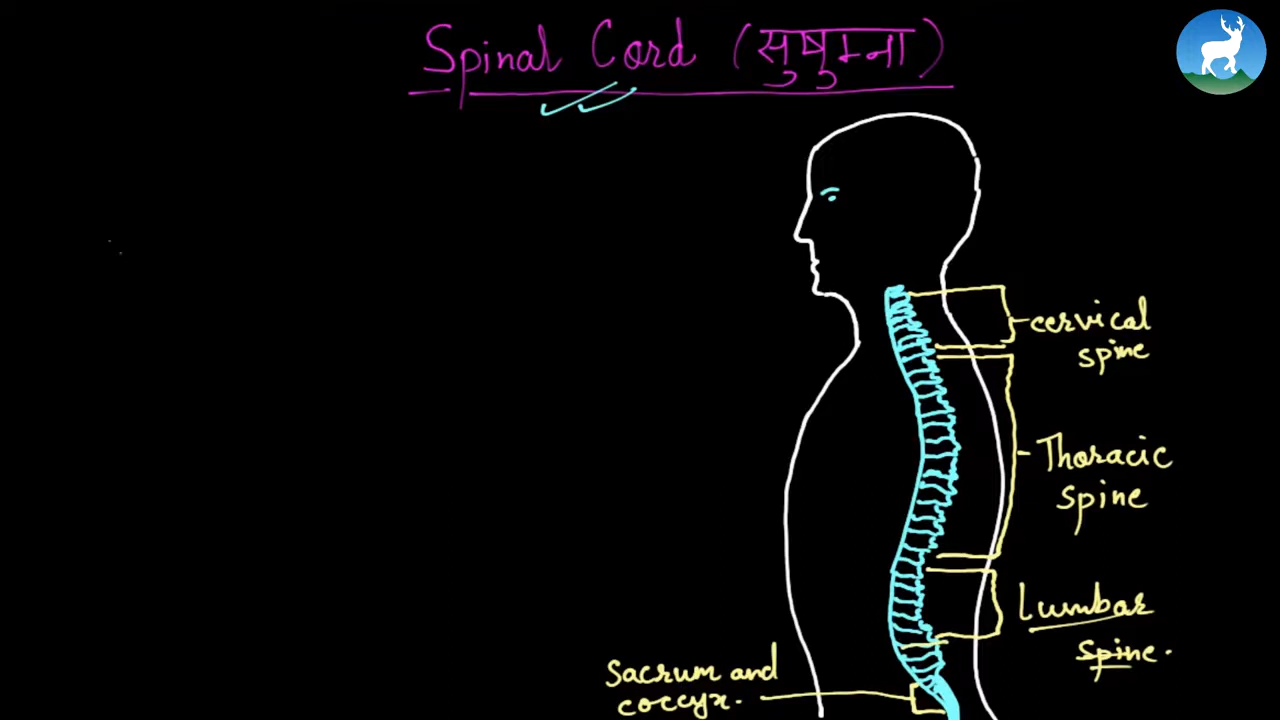 Spinal Cord (सुषुम्ना)
cervical
spine
Thoracic
spine
Lumbar
spine.
Sacrum and
coccyx.